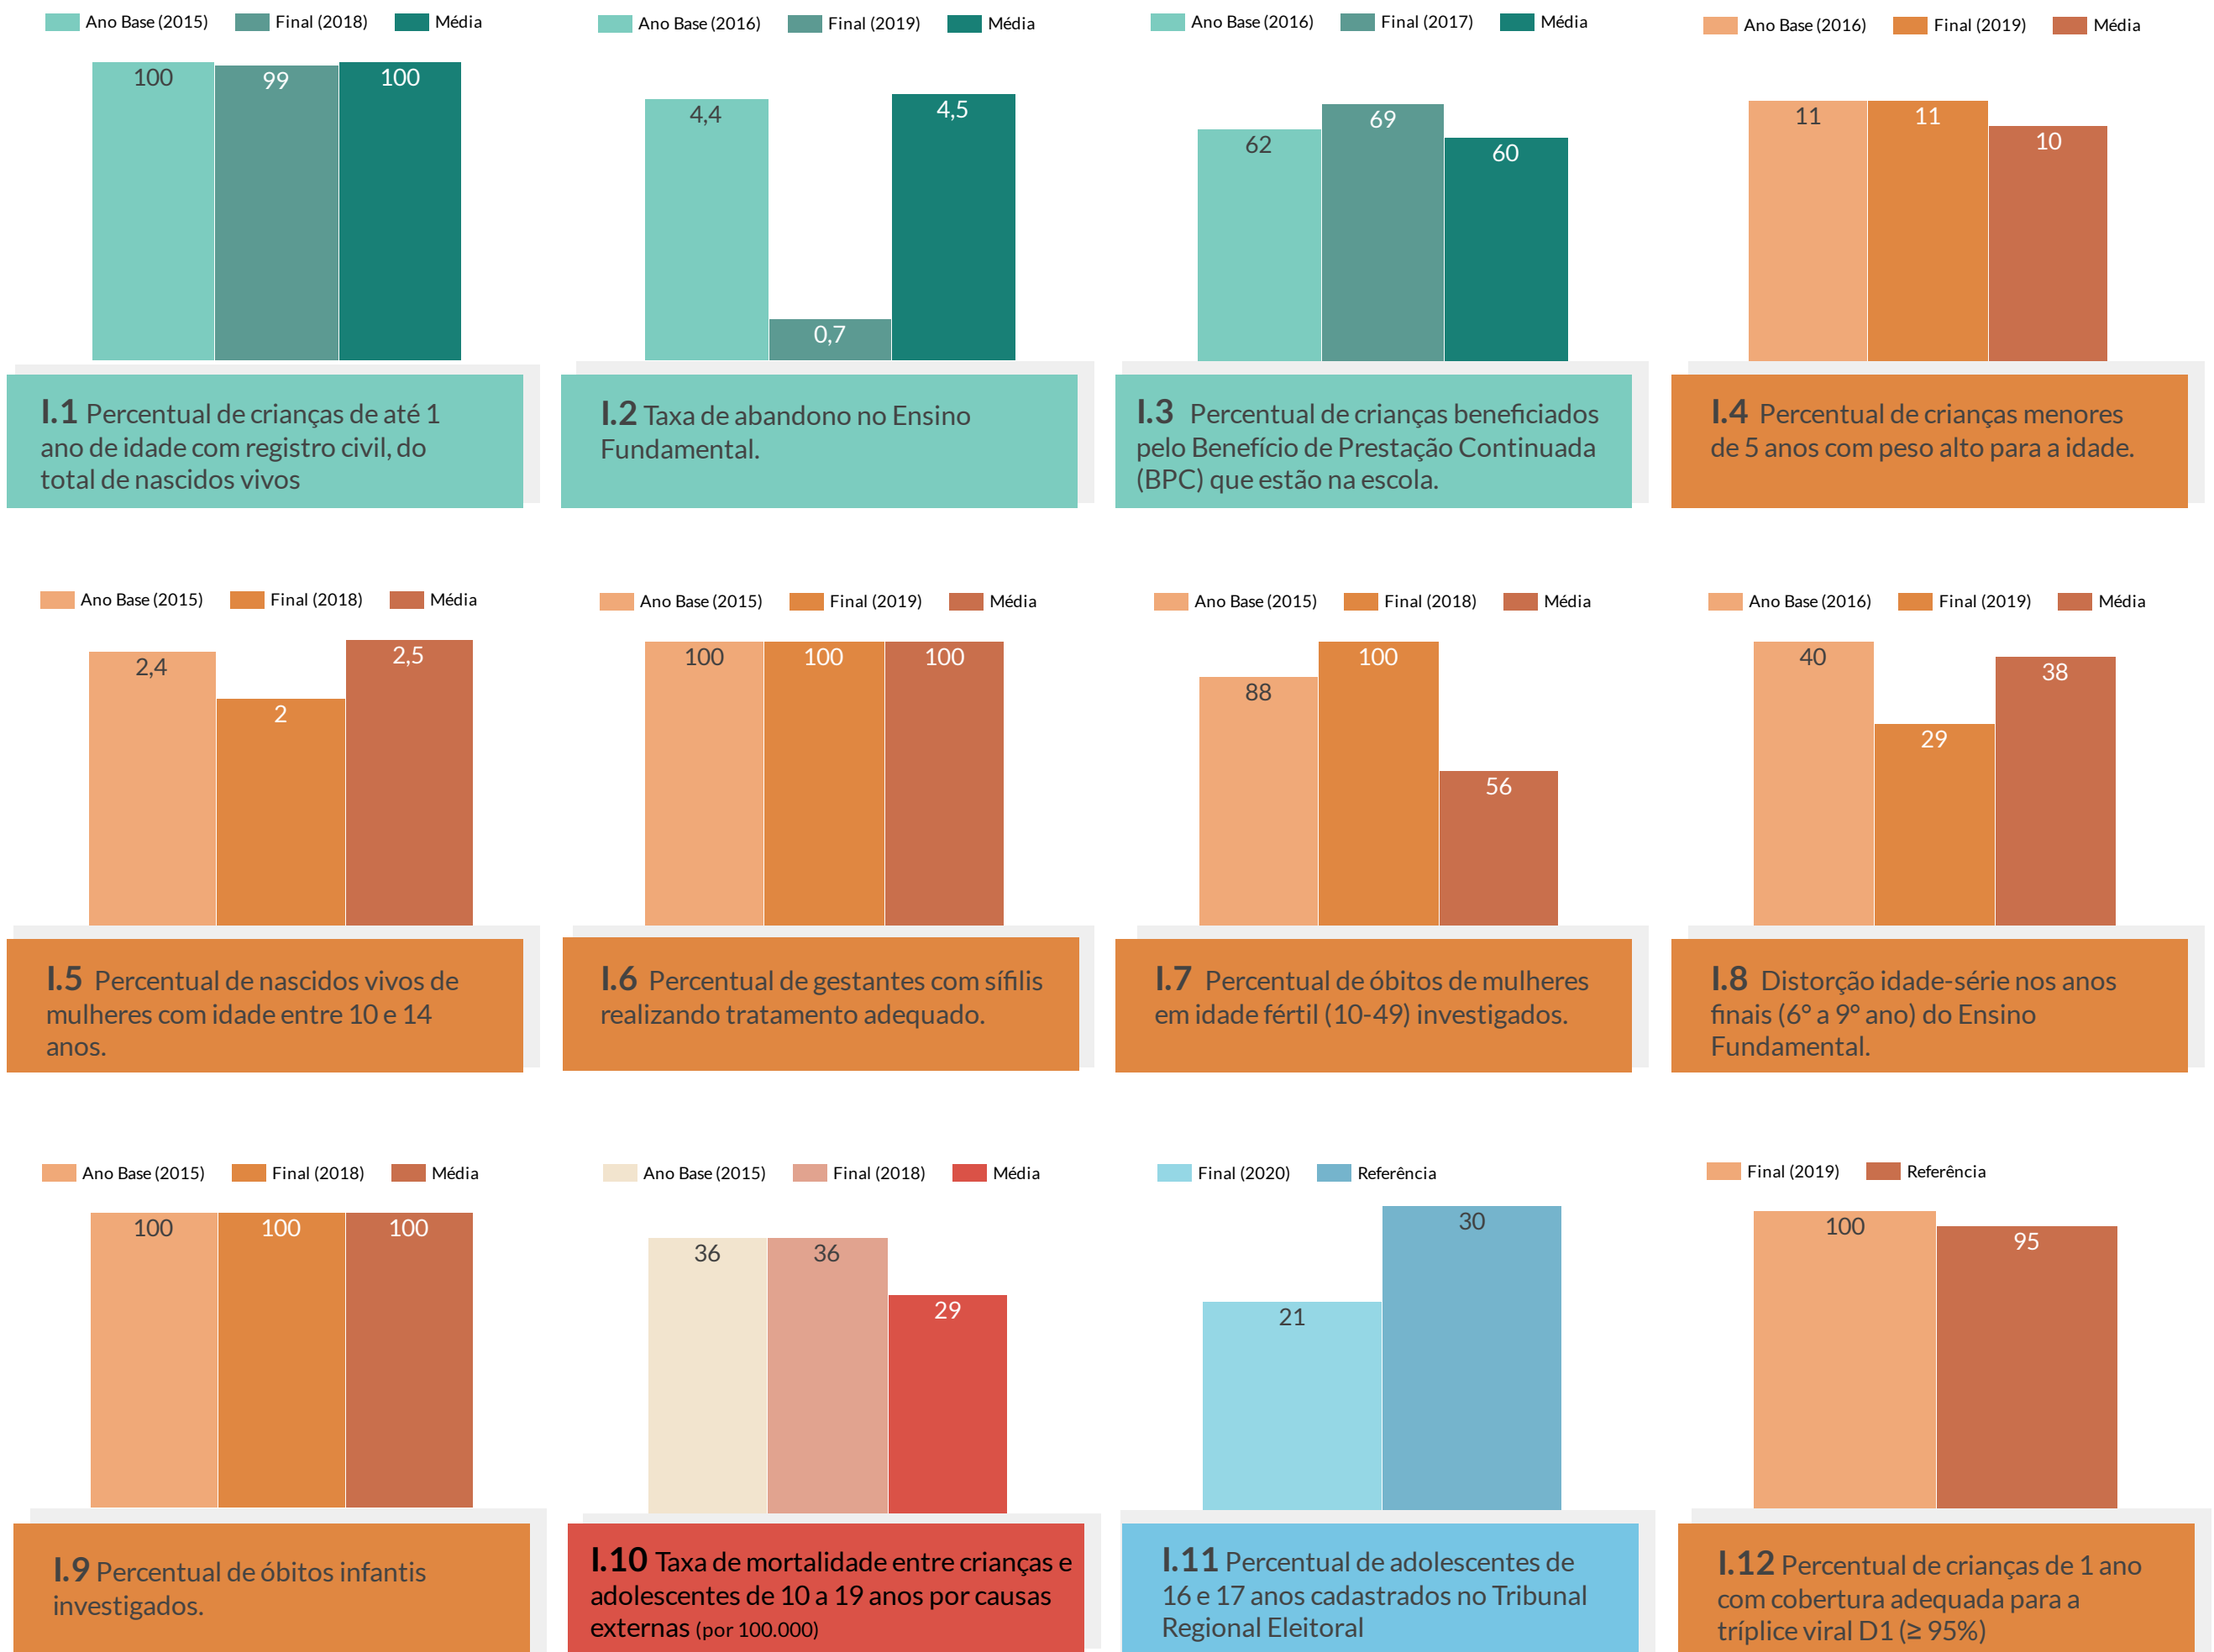 Ano Base (2015) Final (2018) Média
100 99 100
I.1 Percentual de crianças de até 1
ano de idade com registro civil, do
total de nascidos vivos
Ano Base (2016) Final (2019) Média
4,4 0,7 4,5
I.2 Taxa de abandono no Ensino
Fundamental.
Ano Base (2016) Final (2017) Média
62 69 60
I.3 Percentual de crianças beneficiados
pelo Benefício de Prestação Continuada
(BPC) que estão na escola.
Ano Base (2016) Final (2019) Média
11 11 10
I.4 Percentual de crianças menores
de 5 anos com peso alto para a idade.
Ano Base (2015) Final (2018) Média
2,4 2 2,5
I.5 Percentual de nascidos vivos de
mulheres com idade entre 10 e 14
anos.
Ano Base (2015) Final (2019) Média
100 100 100
I.6 Percentual de gestantes com sífilis
realizando tratamento adequado.
Ano Base (2015) Final (2018) Média
88 100 56
I.7 Percentual de óbitos de mulheres
em idade fértil (10-49) investigados.
Ano Base (2016) Final (2019) Média
40 29 38
I.8 Distorção idade-série nos anos
finais (6° a 9° ano) do Ensino
Fundamental.
Ano Base (2015) Final (2018) Média
100 100 100
I.9 Percentual de óbitos infantis
investigados.
Ano Base (2015) Final (2018) Média
36 36 29
I.10 Taxa de mortalidade entre crianças e
adolescentes de 10 a 19 anos por causas
externas (por 100.000)
Final (2020) Referência
21 30
I.11 Percentual de adolescentes de
16 e 17 anos cadastrados no Tribunal
Regional Eleitoral
Final (2019) Referência
100 95
I.12 Percentual de crianças de 1 ano
com cobertura adequada para a
tríplice viral D1 (≥ 95%)